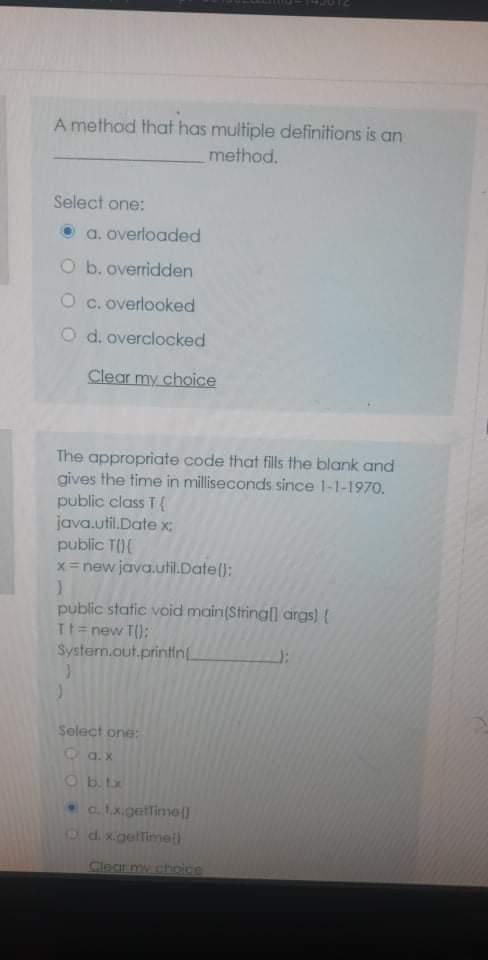 A method that has multiple definitions is an
____________ method.
Select one:
a. overloaded
b. overridden
c. overlooked
d. overclocked
Clear my choice
The appropriate code that fills the blank and
gives the time in milliseconds since 1-1-1970.
public class T {
java.util.Date x;
public T(){
x = new java.util.Date();
}
public static void main(String[] args) {
T t = new T();
System.out.println(____________);
}
}
Select one:
a. x
b. t.x
c. t.x.getTime()
d. x.getTime()
Clear my choice